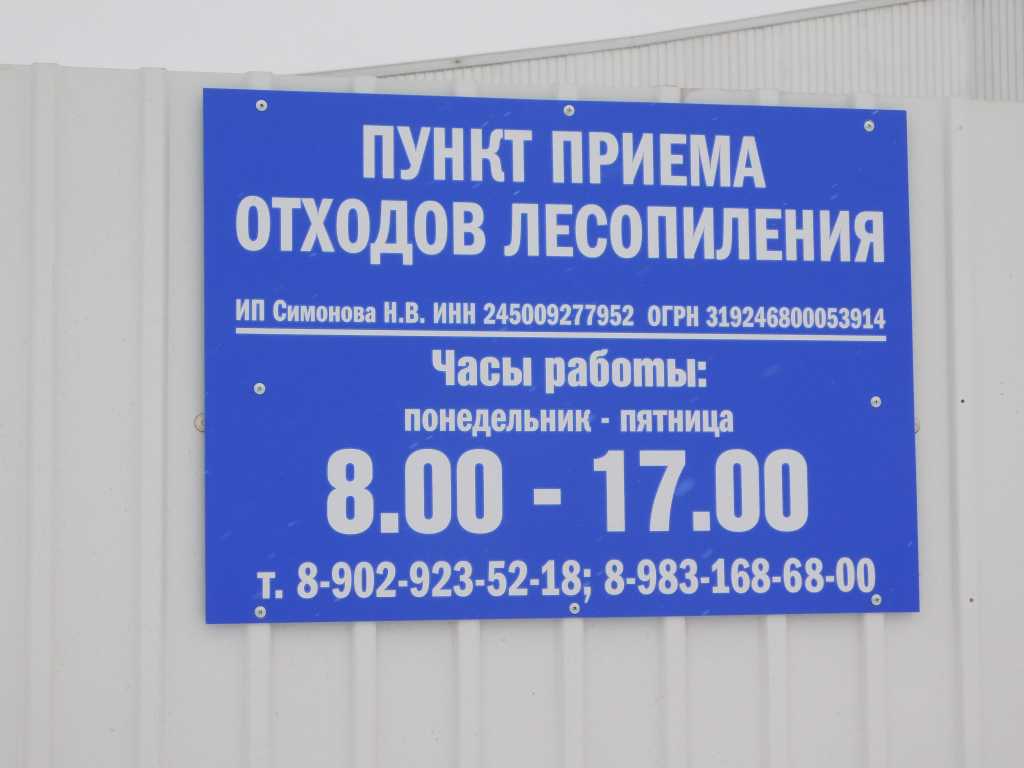 ПУНКТ ПРИЕМА
ОТХОДОВ ЛЕСОПИЛЕНИЯ
ИП Симонова Н.В. ИНН 245009277952 ОГРН 319246800053914
Часы работы:
понедельник - пятница
8.00 - 17.00
т. 8-902-923-52-18; 8-983-168-68-00